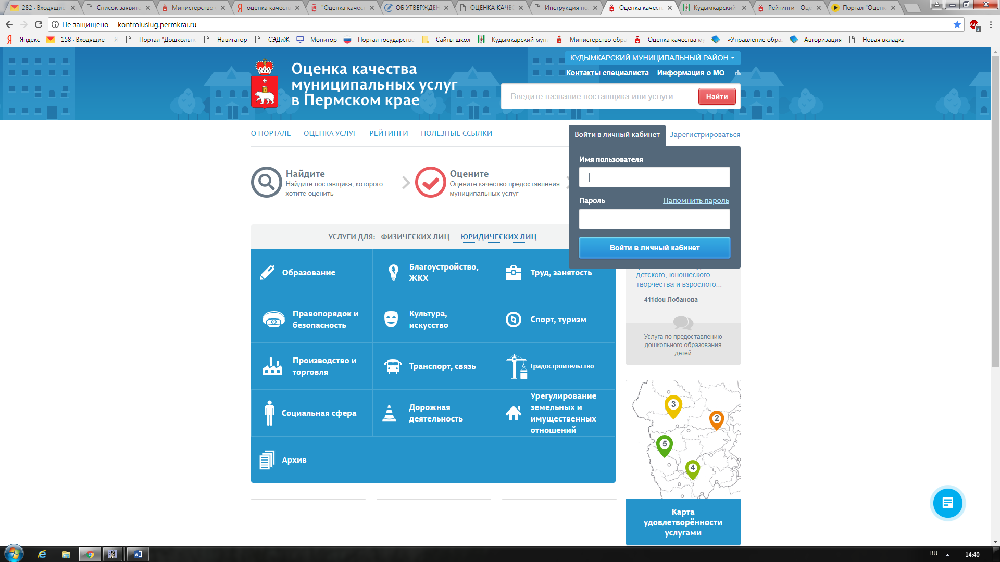 282 · Входящие
Список заявите
Министерство
оценка качеств
"Оценка качест
ОБ УТВЕРЖДЕН
ОЦЕНКА КАЧЕС
Инструкция по
Оценка качеств
Кудымкарский
Рейтинги - Оце
Портал "Оценк
Не защищено
kontroluslug.permkrai.ru
Яндекс
158 · Входящие — Я
Портал "Дошкольн
Навигатор
СЭДиЖ
Монитор
Портал государстве
Сайты школ
Кудымкарский мун
Министерство обра
Оценка качества му
«Управление образ
Авторизация
Новая вкладка
ABP
3
Оценка качества
муниципальных услуг
в Пермском крае
КУДЫМКАРСКИЙ МУНИЦИПАЛЬНЫЙ РАЙОН
Контакты специалиста
Информация о МО
Введите название поставщика или услуги
Найти
О ПОРТАЛЕ
ОЦЕНКА УСЛУГ
РЕЙТИНГИ
ПОЛЕЗНЫЕ ССЫЛКИ
Войти в личный кабинет
Зарегистрироваться
Имя пользователя
Пароль
Напомнить пароль
Войти в личный кабинет
Найдите
Найдите поставщика, которого
хотите оценить
Оцените
Оцените качество предоставления
муниципальных услуг
УСЛУГИ ДЛЯ:
ФИЗИЧЕСКИХ ЛИЦ
ЮРИДИЧЕСКИХ ЛИЦ
Образование
Благоустройство,
ЖКХ
Труд, занятость
Правопорядок и
безопасность
Культура,
искусство
Спорт, туризм
Производство и
торговля
Транспорт, связь
Градостроительство
Социальная сфера
Дорожная
деятельность
Урегулирование
земельных и
имущественных
отношений
Архив
детского, юношеского
творчества и взрослого...
— 411dou Лобанова
Услуга по предоставлению
дошкольного образования
детей
3
2
5
4
Карта
удовлетворённости
услугами
RU
14:40